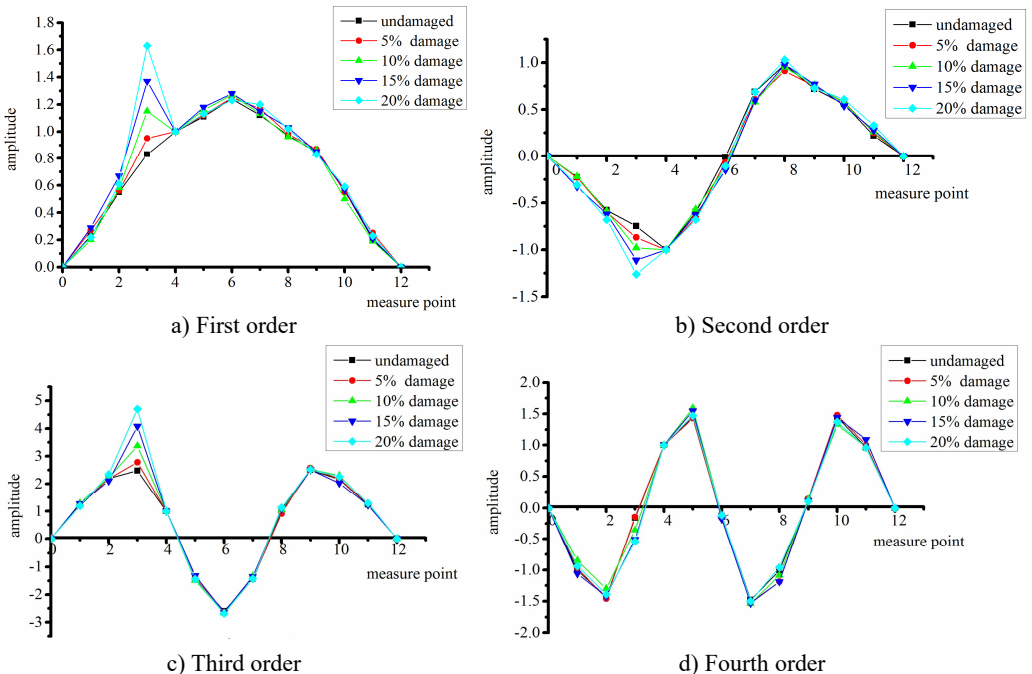 1.8
1.6
1.4
1.2
1.0
0.8
0.6
0.4
0.2
0.0
0 2 4 6 8 10 12
amplitude
measure point
undamaged
5% damage
10% damage
15% damage
20% damage
a) First order
1.0
0.5
0.0
-0.5
-1.0
-1.5
0 2 4 6 8 10 12
amplitude
measure point
undamaged
5% damage
10% damage
15% damage
20% damage
b) Second order
5
4
3
2
1
0
-1
-2
-3
0 2 4 6 8 10 12
amplitude
measure point
undamaged
5% damage
10% damage
15% damage
20% damage
c) Third order
2.0
1.5
1.0
0.5
0.0
-0.5
-1.0
-1.5
-2.0
0 2 4 6 8 10 12
amplitude
measure point
undamaged
5% damage
10% damage
15% damage
20% damage
d) Fourth order